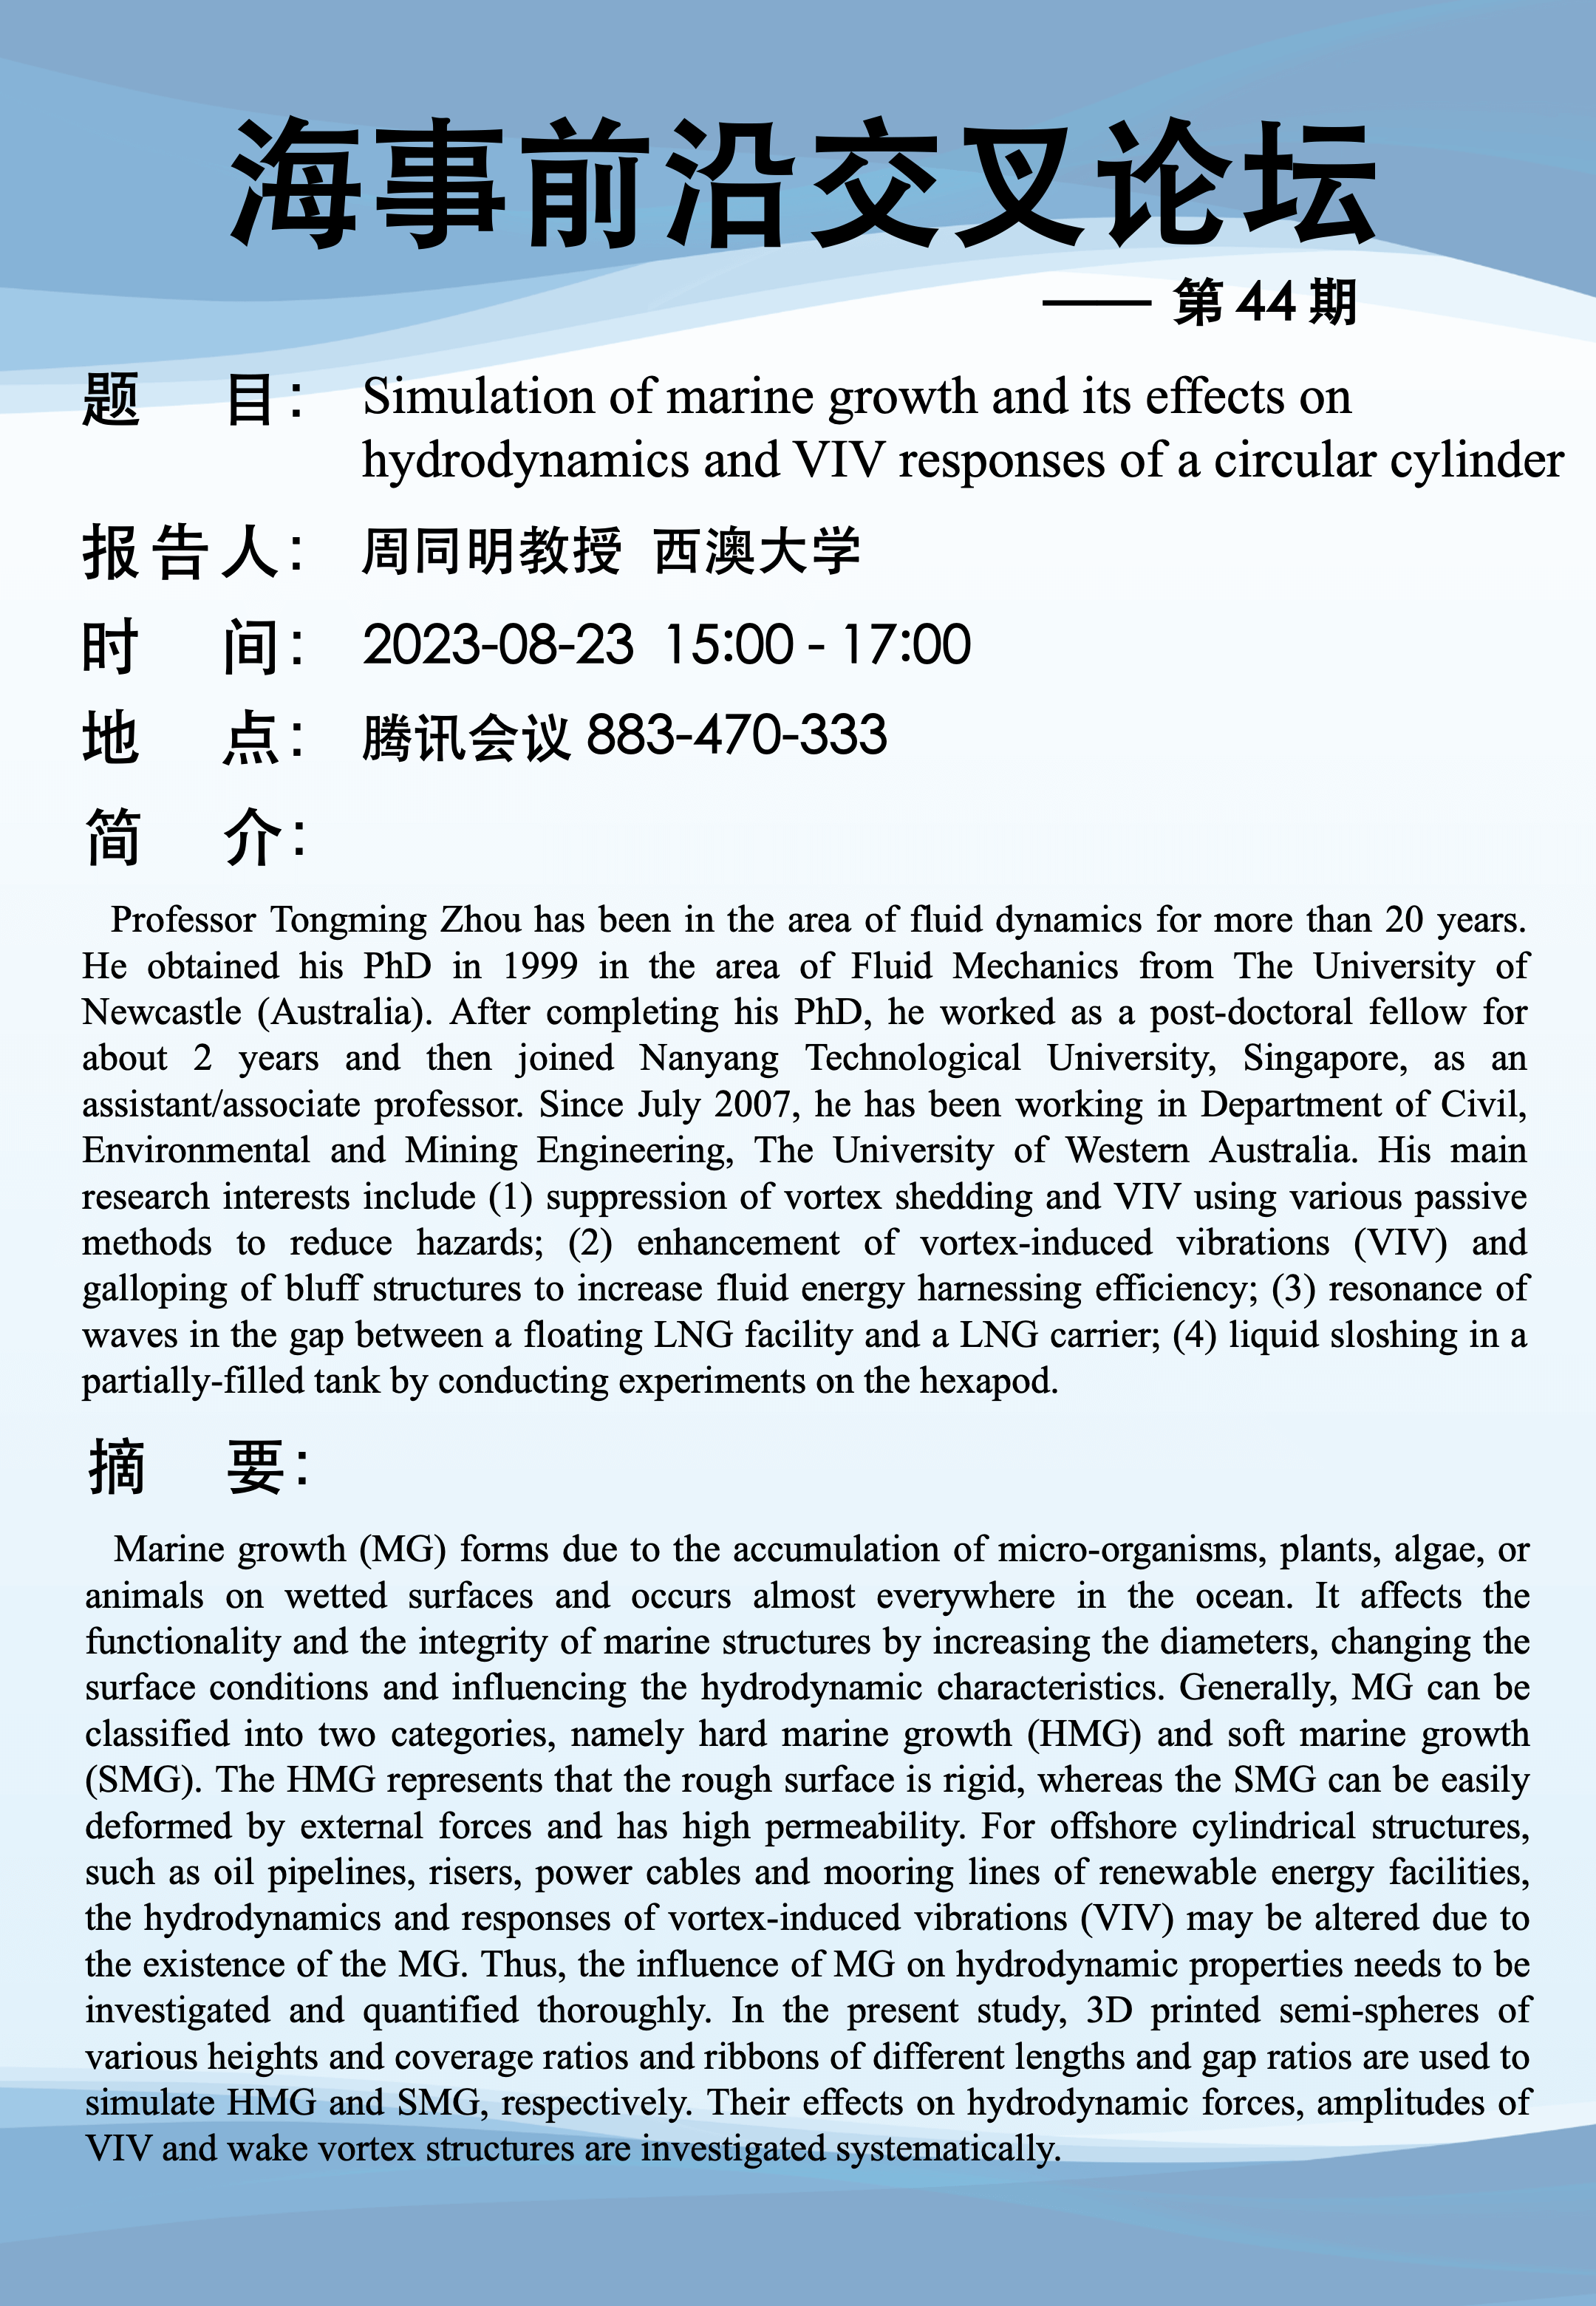 海事前沿交叉论坛
—— 第 44 期
题 目： Simulation of marine growth and its effects on
hydrodynamics and VIV responses of a circular cylinder
报告人： 周同明教授 西澳大学
时 间： 2023-08-23 15:00 - 17:00
地 点： 腾讯会议 883-470-333
简 介：
Professor Tongming Zhou has been in the area of fluid dynamics for more than 20 years.
He obtained his PhD in 1999 in the area of Fluid Mechanics from The University of
Newcastle (Australia). After completing his PhD, he worked as a post-doctoral fellow for
about 2 years and then joined Nanyang Technological University, Singapore, as an
assistant/associate professor. Since July 2007, he has been working in Department of Civil,
Environmental and Mining Engineering, The University of Western Australia. His main
research interests include (1) suppression of vortex shedding and VIV using various passive
methods to reduce hazards; (2) enhancement of vortex-induced vibrations (VIV) and
galloping of bluff structures to increase fluid energy harnessing efficiency; (3) resonance of
waves in the gap between a floating LNG facility and a LNG carrier; (4) liquid sloshing in a
partially-filled tank by conducting experiments on the hexapod.
摘 要：
Marine growth (MG) forms due to the accumulation of micro-organisms, plants, algae, or
animals on wetted surfaces and occurs almost everywhere in the ocean. It affects the
functionality and the integrity of marine structures by increasing the diameters, changing the
surface conditions and influencing the hydrodynamic characteristics. Generally, MG can be
classified into two categories, namely hard marine growth (HMG) and soft marine growth
(SMG). The HMG represents that the rough surface is rigid, whereas the SMG can be easily
deformed by external forces and has high permeability. For offshore cylindrical structures,
such as oil pipelines, risers, power cables and mooring lines of renewable energy facilities,
the hydrodynamics and responses of vortex-induced vibrations (VIV) may be altered due to
the existence of the MG. Thus, the influence of MG on hydrodynamic properties needs to be
investigated and quantified thoroughly. In the present study, 3D printed semi-spheres of
various heights and coverage ratios and ribbons of different lengths and gap ratios are used to
simulate HMG and SMG, respectively. Their effects on hydrodynamic forces, amplitudes of
VIV and wake vortex structures are investigated systematically.